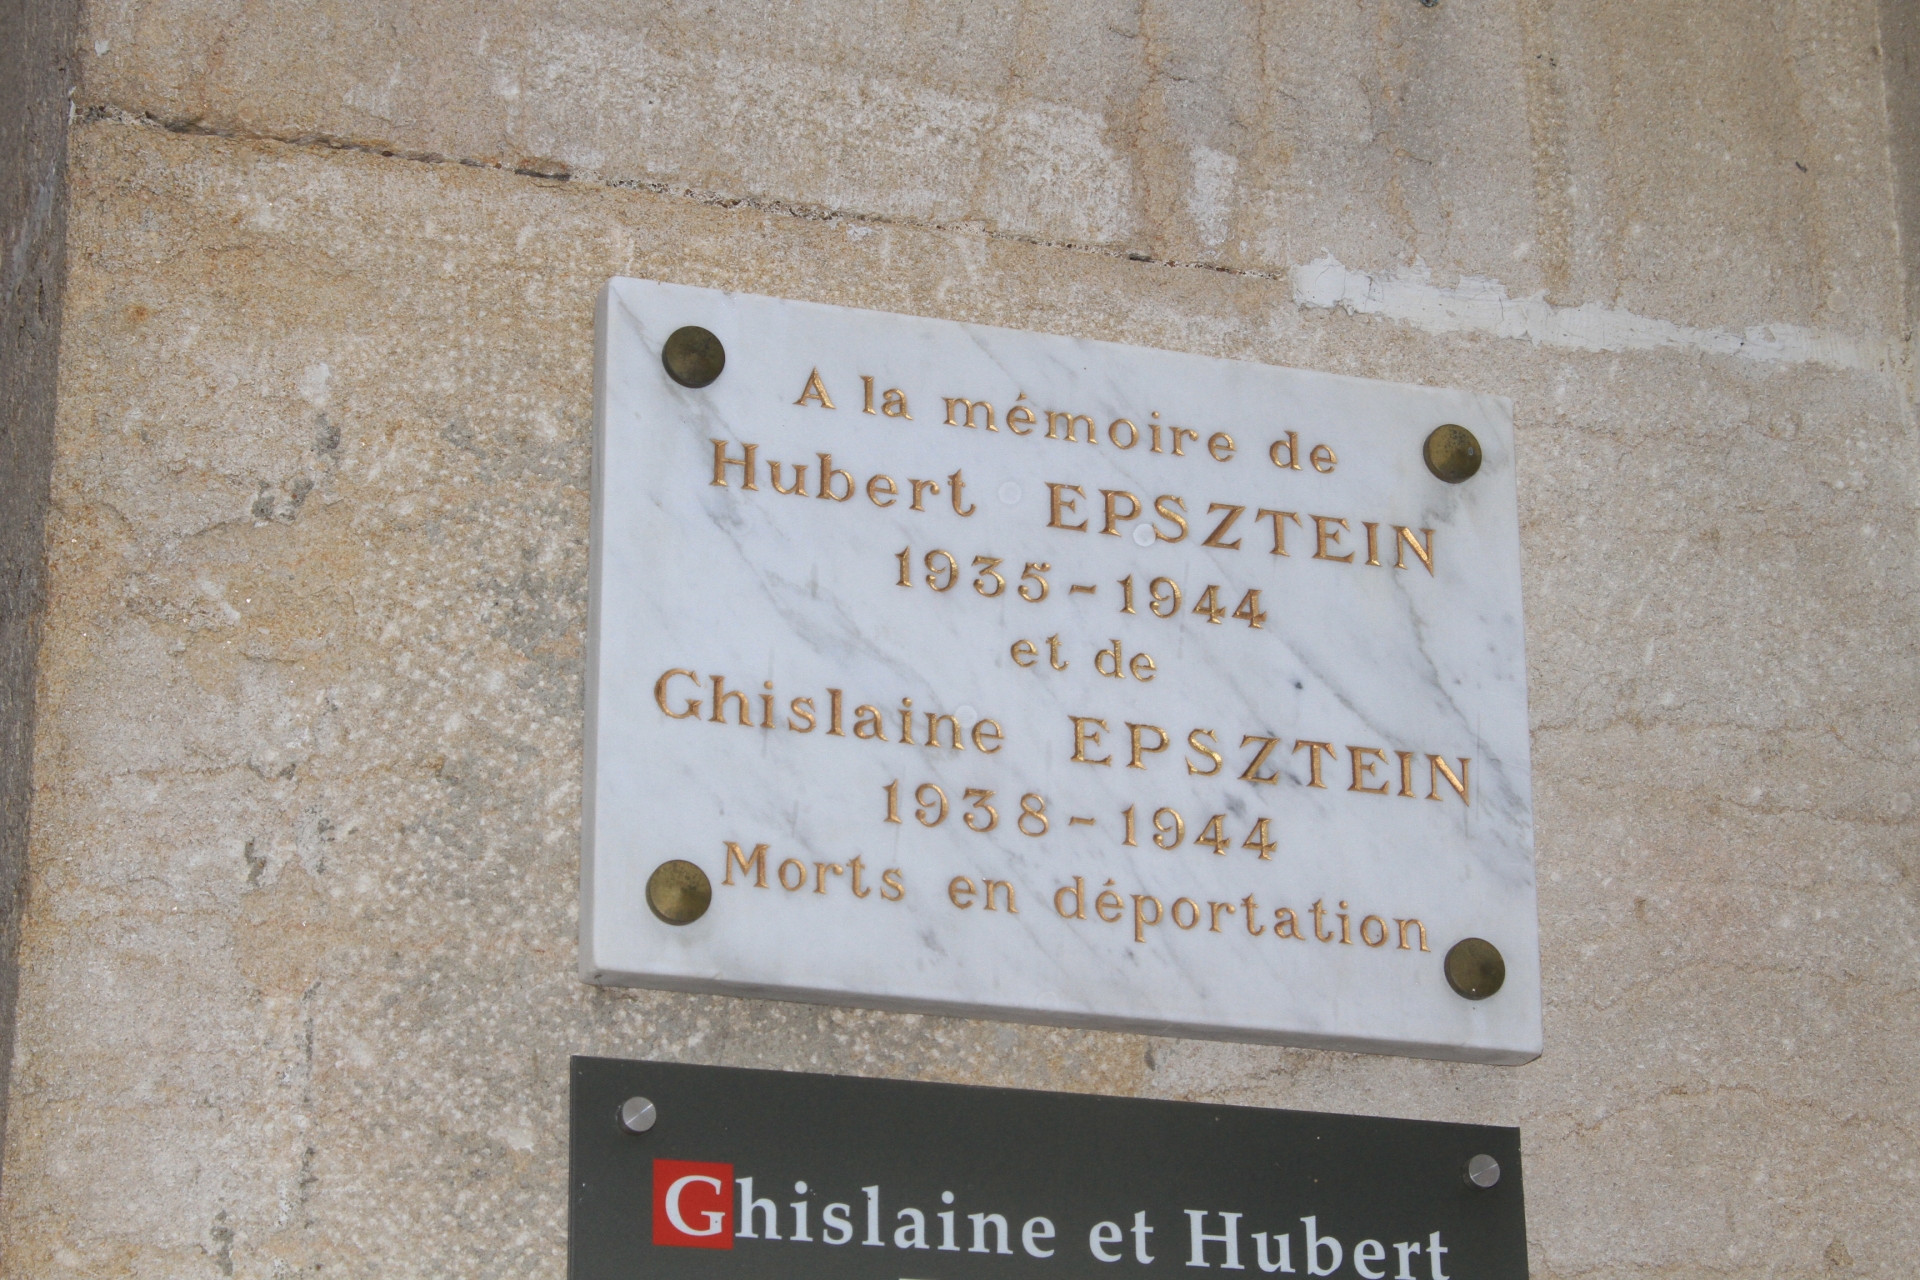 A la mémoire de
Hubert EPSZTEIN
1935-1944
et de
Ghislaine EPSZTEIN
1938-1944
Morts en déportation
Ghislaine et Hubert